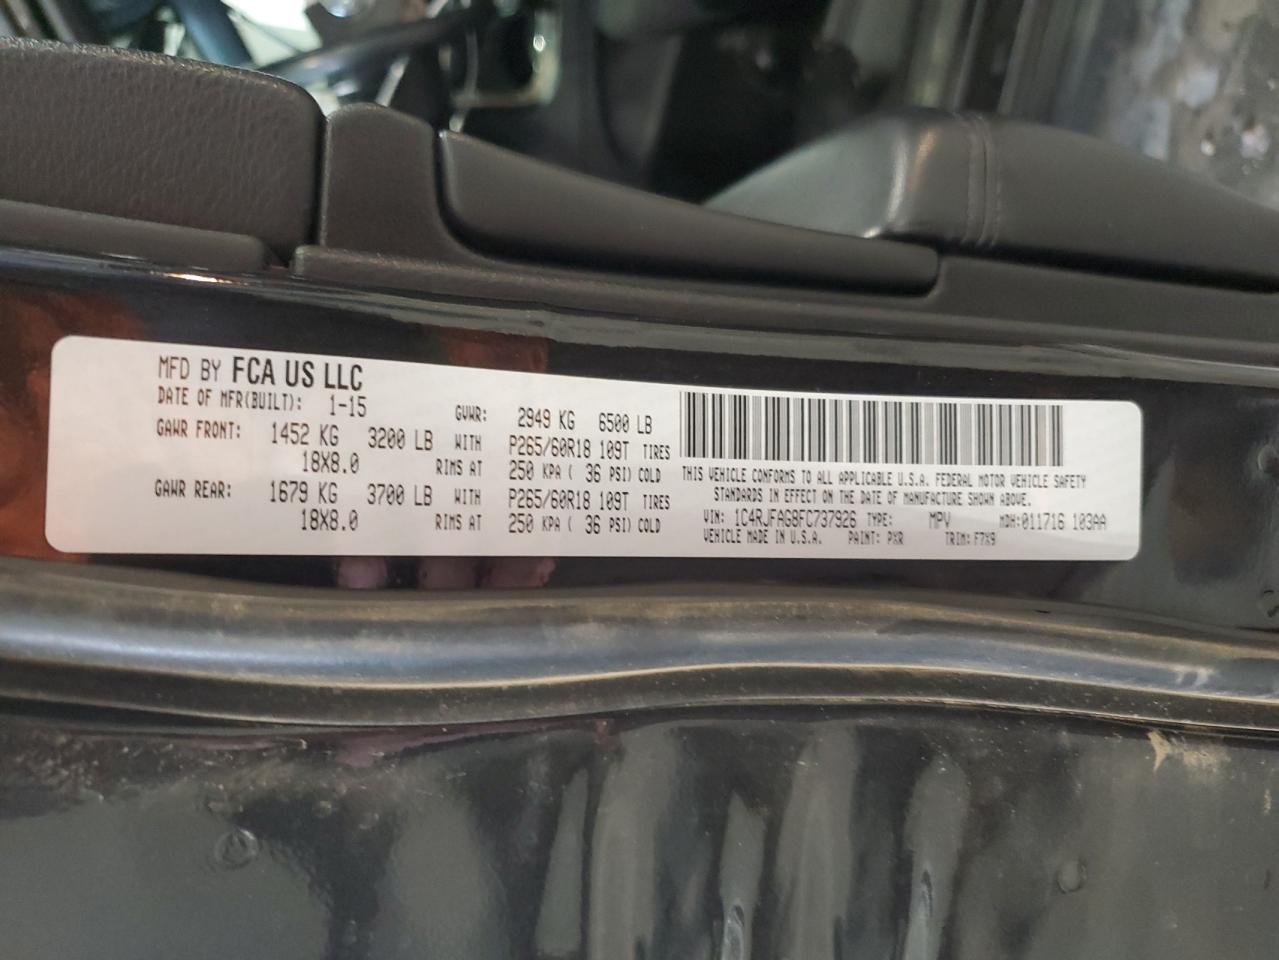 MFD BY FCA US LLC
DATE OF MFR(BUILT): 1-15 GVWR: 2949 KG 6500 LB
GAWR FRONT: 1452 KG 3200 LB WITH P265/60R18 109T TIRES
18X8.0 RIMS AT 250 KPA ( 36 PSI) COLD
GAWR REAR: 1679 KG 3700 LB WITH P265/60R18 109T TIRES
18X8.0 RIMS AT 250 KPA ( 36 PSI) COLD
THIS VEHICLE CONFORMS TO ALL APPLICABLE U.S.A. FEDERAL MOTOR VEHICLE SAFETY
STANDARDS IN EFFECT ON THE DATE OF MANUFACTURE SHOWN ABOVE.
VIN: 1C4RJFAG8FC737926 TYPE: MPV MDH:011716 103AA
VEHICLE MADE IN U.S.A. PAINT: PXR TRIM: F7X9